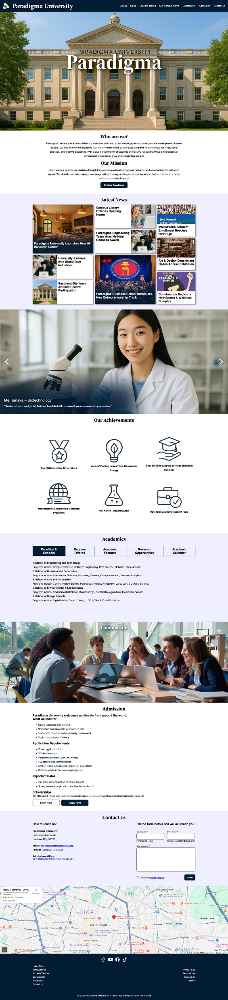 Paradigma University
About
News
Student stories
Our Achievements
Campus life
Admission
Contact us
PARADIGMA UNIVERSITY
Paradigma
Who are we?
Paradigma University is a forward-thinking institution dedicated to innovation, global education, and the development of future
leaders. Located in a vibrant academic hub, the university offers cutting-edge programs in technology, business, social
sciences, and creative disciplines. With a diverse community of students and faculty, Paradigma University provides an
environment where ideas grow and possibilities expand.
Our Mission
Our mission is to empower students through transformative education, rigorous research, and opportunities for real-world
impact. We strive to cultivate curiosity, encourage critical thinking, and inspire ethical leadership that contributes to a better
and more sustainable world.
Explore Paradigma
Latest News
Paradigma University Launches New AI
Research Center
Campus Library
Extends Opening
Hours
Paradigma Engineering
Team Wins National
Robotics Award
Stati Generali
dell'Immigrazione
International Student
Enrollment Reaches
New High
Art & Design Department
Opens Annual Exhibition
University Partners
with GlobalTech
Industries
Sustainability Week
Attracts Record
Participation
Paradigma Business School Introduces
New Entrepreneurship Track
ANARKIKKA
NON
CHIAMATELO
RAPTUS
Construction Begins on
New Sports & Wellness
Complex
Mei Tanaka – Biotechnology
"Thanks to the university's lab facilities, I contributed to a research paper as a second-year student."
Our Achievements
Top 100 Innovative Universities
Award-Winning Research in Renewable
Energy
Best Student Support Services (National
Ranking)
Internationally Accredited Business
Programs
40+ Active Research Labs
90% Graduate Employment Rate
Academics
Faculties &
Schools
Degrees
Offered
Academic
Features
Research
Opportunities
Academic
Calendar
1. School of Engineering and Technology
Programs include: Computer Science, Software Engineering, Data Science, Robotics, Cybersecurity.
2. School of Business and Economics
Programs include: International Business, Marketing, Finance, Entrepreneurship, Business Analytics.
3. School of Arts and Humanities
Programs include: Communication Studies, Psychology, History, Philosophy, Languages & Cultural Studies.
4. School of Environmental & Life Sciences
Programs include: Environmental Science, Biotechnology, Sustainable Agriculture, Biomedical Science.
5. School of Design & Media
Programs include: Digital Media, Graphic Design, UX/UI, Film & Visual Production.
Campus Life
Admission
Paradigma University welcomes applicants from around the world.
What we look for:
• Strong academic background
• Motivation and interest in your chosen field
• Leadership potential and community involvement
• English language proficiency
Application Requirements:
• Online application form
• Official transcripts
• Personal statement (500–700 words)
• Two letters of recommendation
• English test results (IELTS, TOEFL, or equivalent)
• Optional: portfolio (for creative programs)
Important Dates:
• Fall semester application deadline: May 30
• Spring semester application deadline: November 15
Scholarships:
We offer merit-based and need-based scholarships for outstanding international and domestic students.
Learn more
Apply now!
Contact Us
How to reach us:
Paradigma University
Innovation Avenue 42
Crescent City, 50120
Email: info@paradigmauniversity.edu
Phone: +39 (555) 214-9034
Admissions Office:
admissions@paradigmauniversity.edu
Fill the form below and we will reach you:
Your name *
Your email *
For example: John
Format: example@domain.com
Your message *
I accept the Privacy Policy
Send
Faculty of Economics - Univer...
Directions
View larger map
GHETTO EBRAICO
QUADRILATERO
CIRENAICA
SCANDELLARA
SAN DONATO-SAN
VITALE
Piazza Maggiore
Mercato di Mezzo
Porta Saragozza
Latest News
Achievements
Students' Stories
Campus Life
Admission
Contact Us
Privacy Policy
Terms of Use
Accessibility
Careers
© 2025 Paradigma University — Inspiring Minds, Shaping the Future